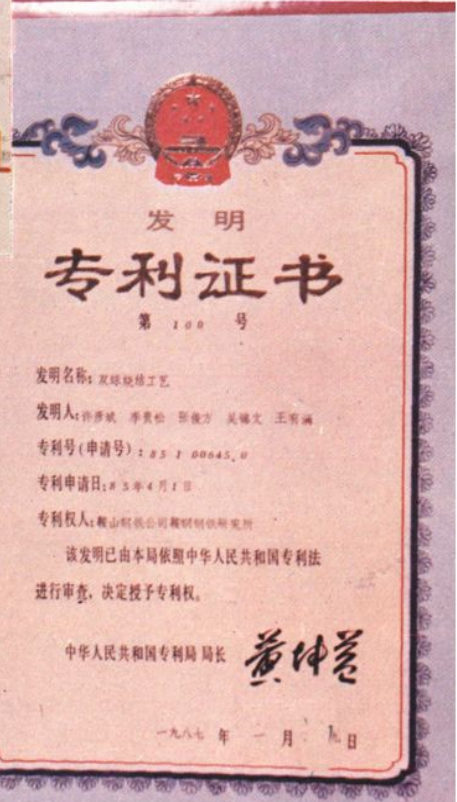 发明
专利证书
第 100 号
发明名称:双球烧结工艺
发明人:许彦斌 李贵松 张俊方 吴锦文 王有涵
专利号(申请号):85 1 00645.0
专利申请日:85年4月1日
专利权人:鞍山钢铁公司鞍钢钢铁研究所
该发明已由本局依照中华人民共和国专利法
进行审查,决定授予专利权。
中华人民共和国专利局 局长 黄坤益
一九八七 年 一 月 日